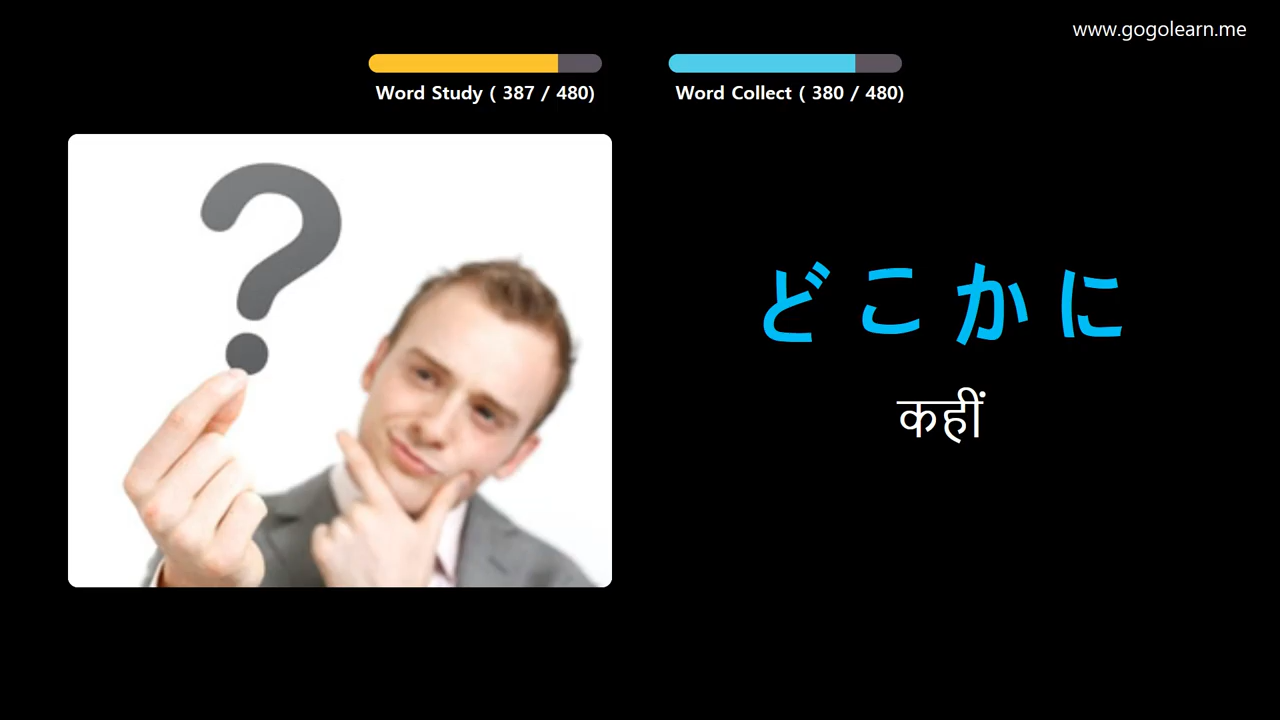 www.gogolearn.me
Word Study ( 387 / 480)
Word Collect ( 380 / 480)
?
どこかに
कहीं